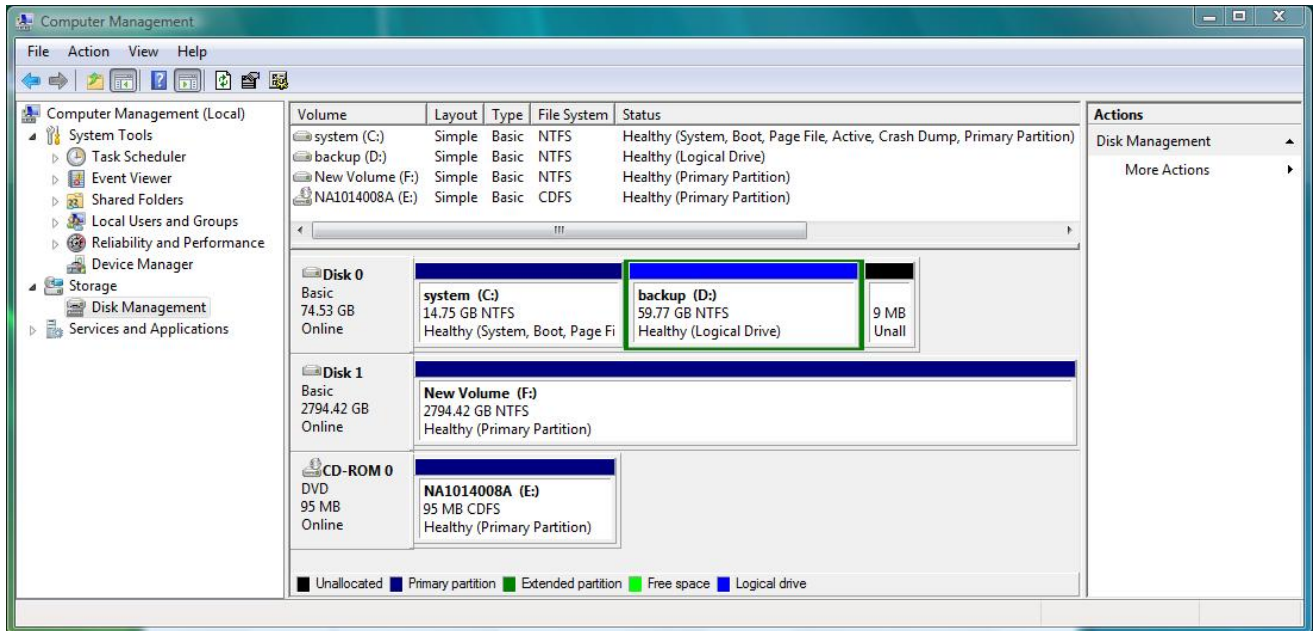 Computer Management
File Action View Help
Computer Management (Local)
System Tools
Task Scheduler
Event Viewer
Shared Folders
Local Users and Groups
Reliability and Performance
Device Manager
Storage
Disk Management
Services and Applications
Volume Layout Type File System Status
system (C:) Simple Basic NTFS Healthy (System, Boot, Page File, Active, Crash Dump, Primary Partition)
backup (D:) Simple Basic NTFS Healthy (Logical Drive)
New Volume (F:) Simple Basic NTFS Healthy (Primary Partition)
NA1014008A (E:) Simple Basic CDFS Healthy (Primary Partition)
Disk 0
Basic
74.53 GB
Online
system (C:)
14.75 GB NTFS
Healthy (System, Boot, Page Fi
backup (D:)
59.77 GB NTFS
Healthy (Logical Drive)
9 MB
Unall
Disk 1
Basic
2794.42 GB
Online
New Volume (F:)
2794.42 GB NTFS
Healthy (Primary Partition)
CD-ROM 0
DVD
95 MB
Online
NA1014008A (E:)
95 MB CDFS
Healthy (Primary Partition)
Unallocated Primary partition Extended partition Free space Logical drive
Actions
Disk Management
More Actions